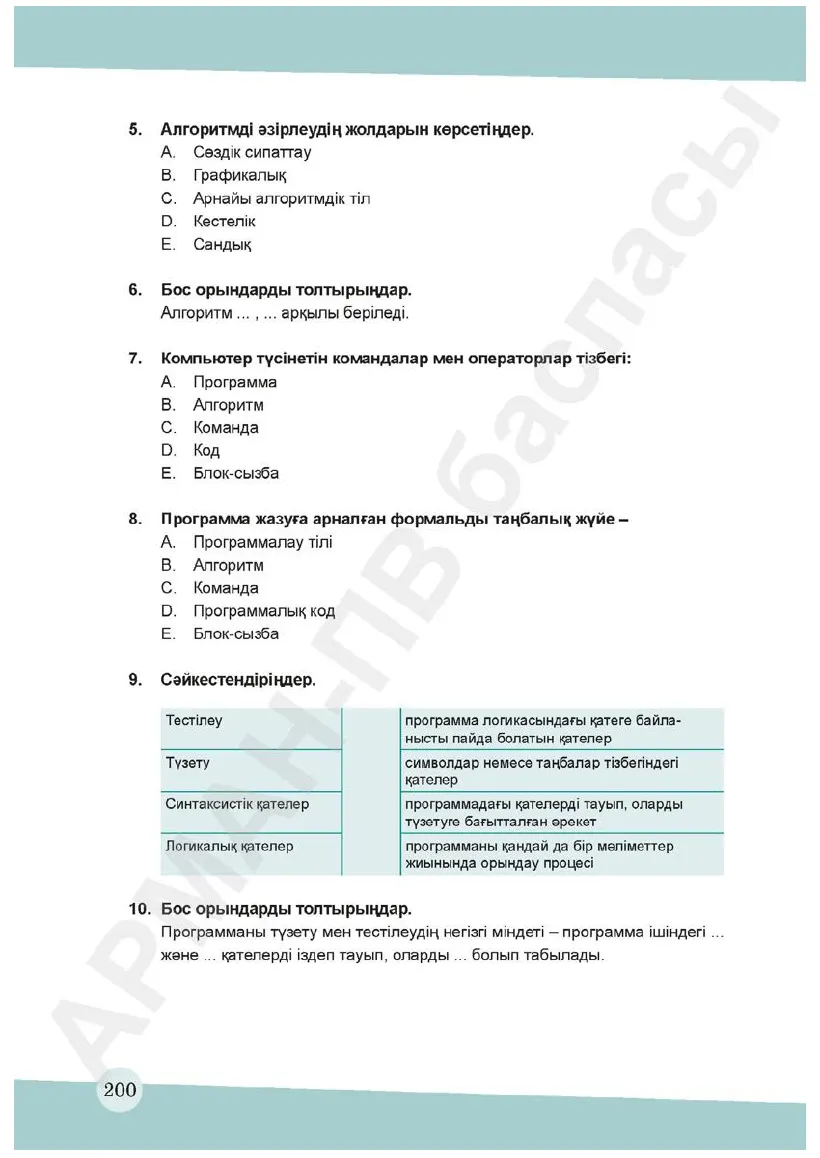 5. Алгоритмді әзірлеудің жолдарын көрсетіңдер.
A. Сөздік сипаттау
B. Графикалық
C. Арнайы алгоритмдік тіл
D. Кестелік
E. Сандық
6. Бос орындарды толтырыңдар.
Алгоритм ... , ... арқылы беріледі.
7. Компьютер түсінетін командалар мен операторлар тізбегі:
A. Программа
B. Алгоритм
C. Команда
D. Код
E. Блок-сызба
8. Программа жазуға арналған формальды таңбалық жүйе –
A. Программалау тілі
B. Алгоритм
C. Команда
D. Программалық код
E. Блок-сызба
9. Сәйкестендіріңдер.
Тестілеу
программа логикасындағы қатеге байла-
нысты пайда болатын қателер
Түзету
символдар немесе таңбалар тізбегіндегі
қателер
Синтаксистік қателер
программадағы қателерді тауып, оларды
түзетуге бағытталған әрекет
Логикалық қателер
программаны қандай да бір мәліметтер
жиынында орындау процесі
10. Бос орындарды толтырыңдар.
Программаны түзету мен тестілеудің негізгі міндеті – программа ішіндегі ...
және ... қателерді іздеп тауып, оларды ... болып табылады.
200
АРМАН-ПВ баспасы